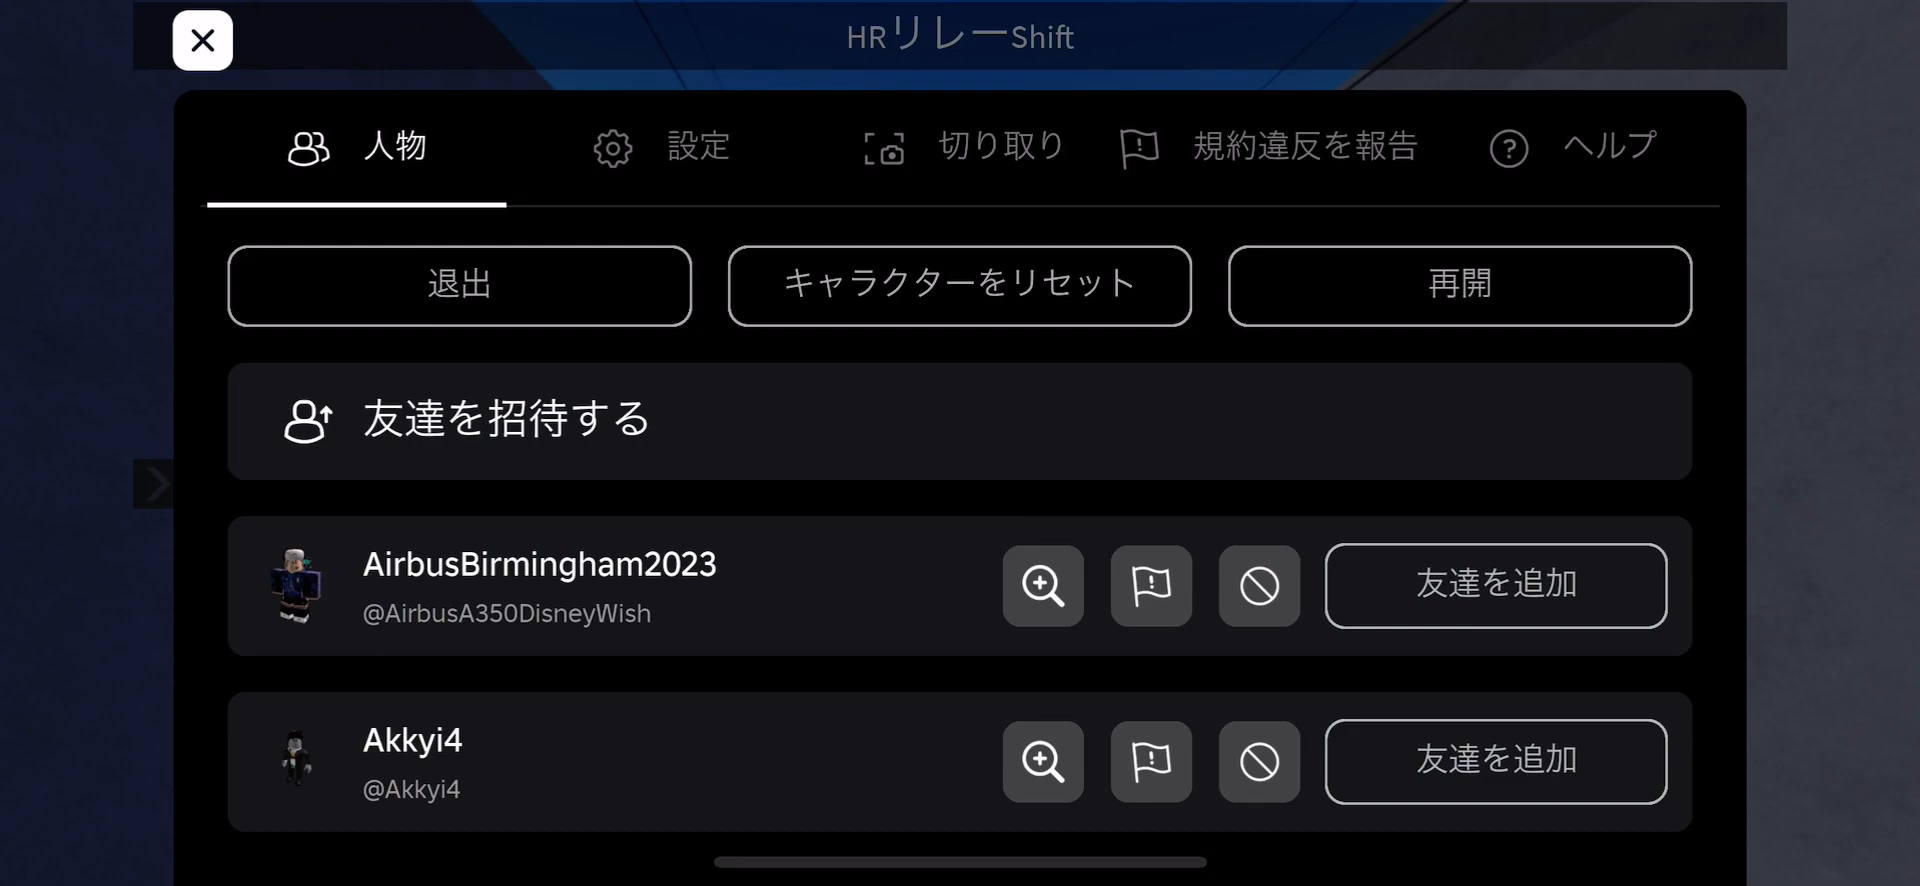 HRリレーShift
人物
設定
切り取り
規約違反を報告
ヘルプ
退出
キャラクターをリセット
再開
友達を招待する
AirbusBirmingham2023
@AirbusA350DisneyWish
友達を追加
Akkyi4
@Akkyi4
友達を追加